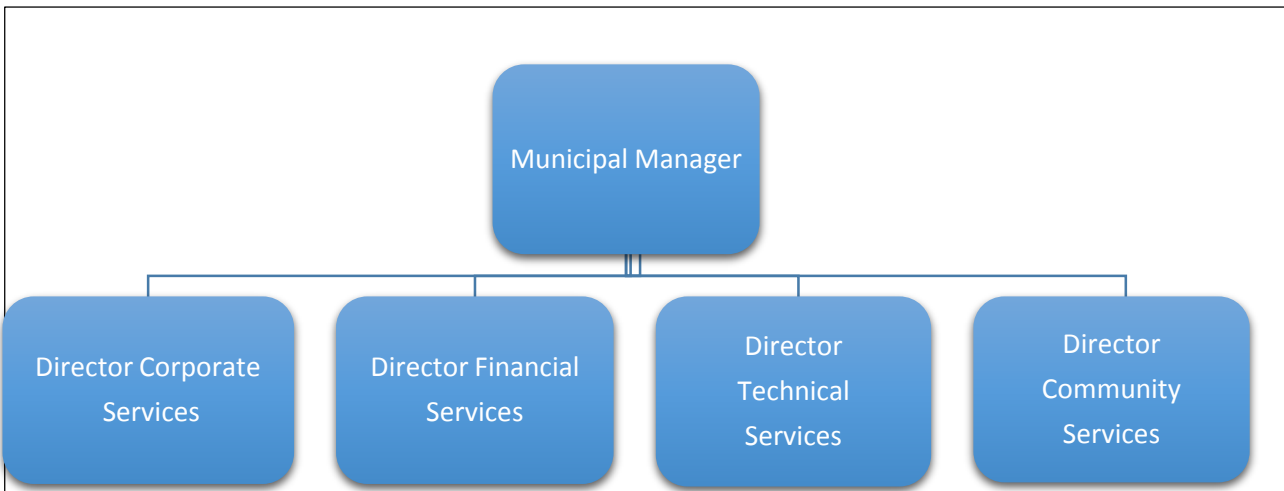 Municipal Manager
Director Corporate
Services
Director Financial
Services
Director
Technical
Services
Director
Community
Services